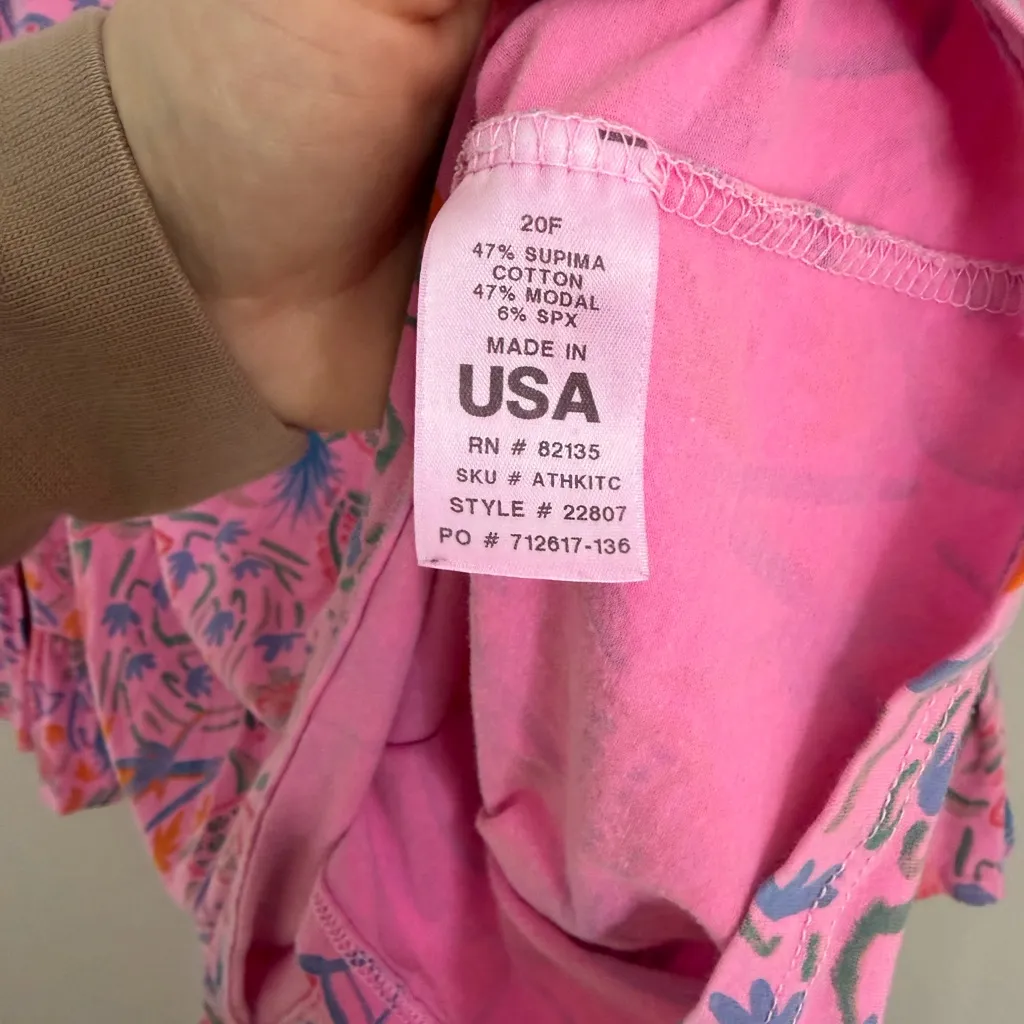 20F
47% SUPIMA
COTTON
47% MODAL
6% SPX
MADE IN
USA
RN # 82135
SKU # ATHKITC
STYLE # 22807
PO # 712617-136